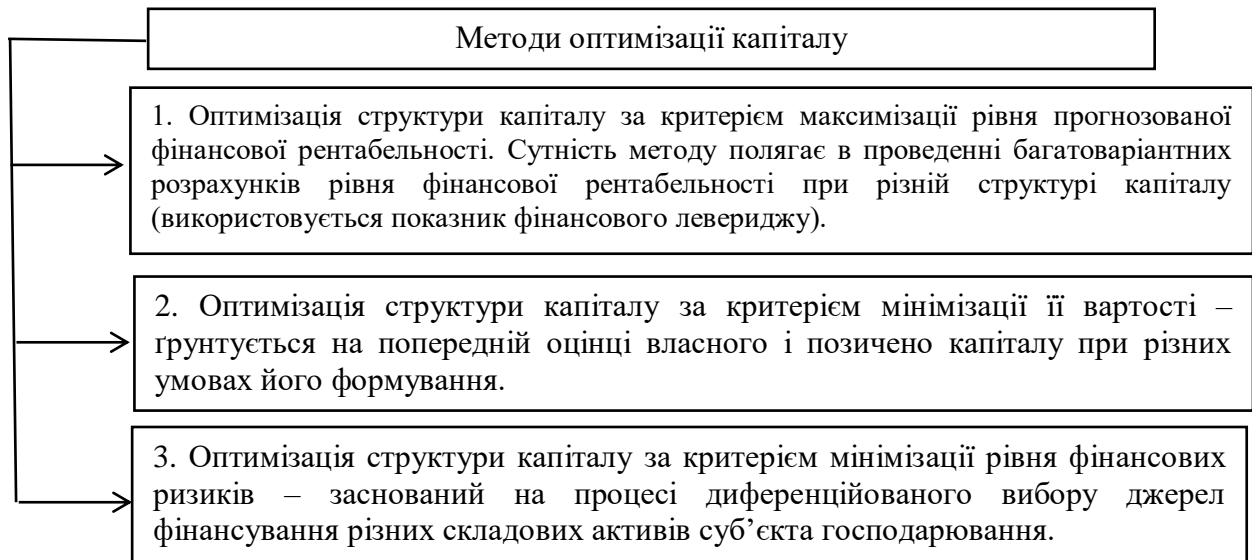 Методи оптимізації капіталу
1. Оптимізація структури капіталу за критерієм максимізації рівня прогнозованої
фінансової рентабельності. Сутність методу полягає в проведенні багатоваріантних
розрахунків рівня фінансової рентабельності при різній структурі капіталу
(використовується показник фінансового левериджу).
2. Оптимізація структури капіталу за критерієм мінімізації її вартості –
ґрунтується на попередній оцінці власного і позичено капіталу при різних
умовах його формування.
3. Оптимізація структури капіталу за критерієм мінімізації рівня фінансових
ризиків – заснований на процесі диференційованого вибору джерел
фінансування різних складових активів суб’єкта господарювання.